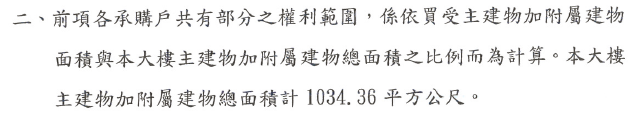 二、前項各承購戶共有部分之權利範圍，係依買受主建物加附屬建物
面積與本大樓主建物加附屬建物總面積之比例而為計算。本大樓
主建物加附屬建物總面積計 1034.36 平方公尺。